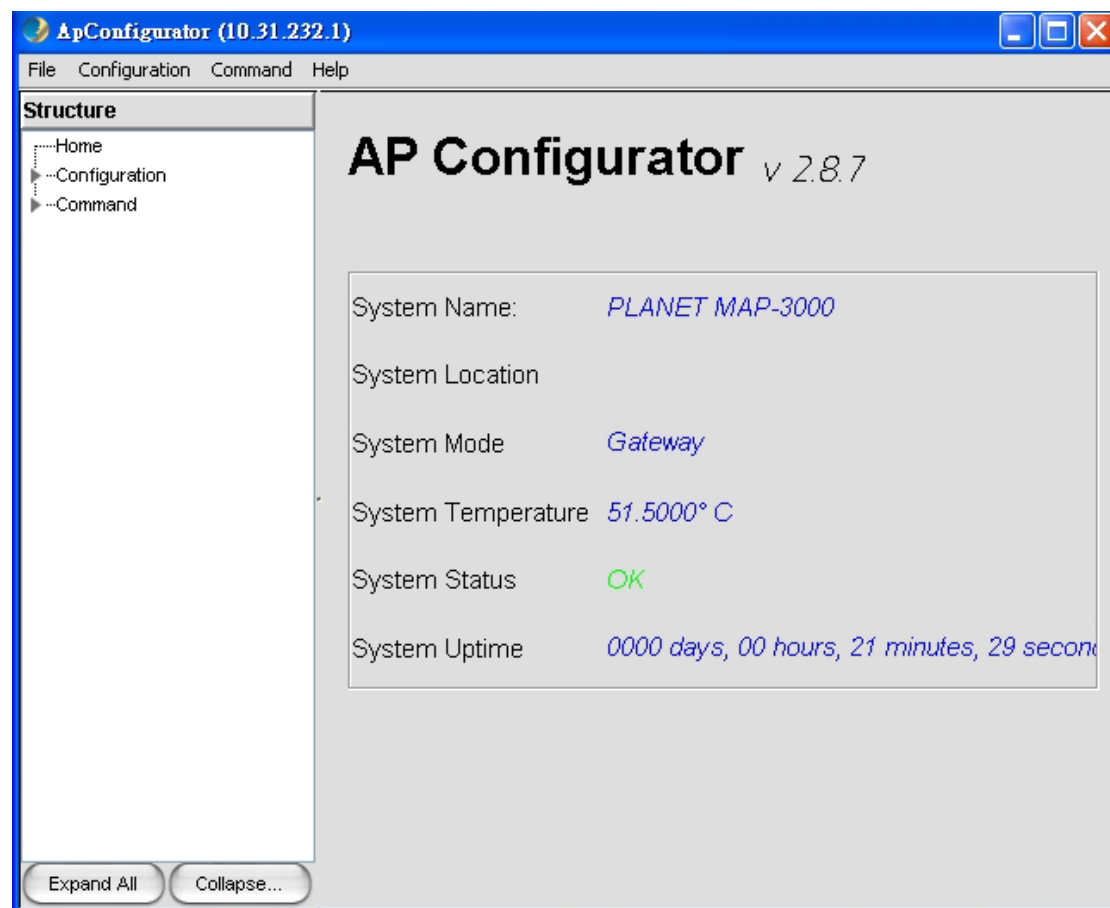 ApConfigurator (10.31.232.1)
File Configuration Command Help
Structure
Home
Configuration
Command
AP Configurator v 2.8.7
System Name: PLANET MAP-3000
System Location
System Mode Gateway
System Temperature 51.5000° C
System Status OK
System Uptime 0000 days, 00 hours, 21 minutes, 29 secon
Expand All Collapse...